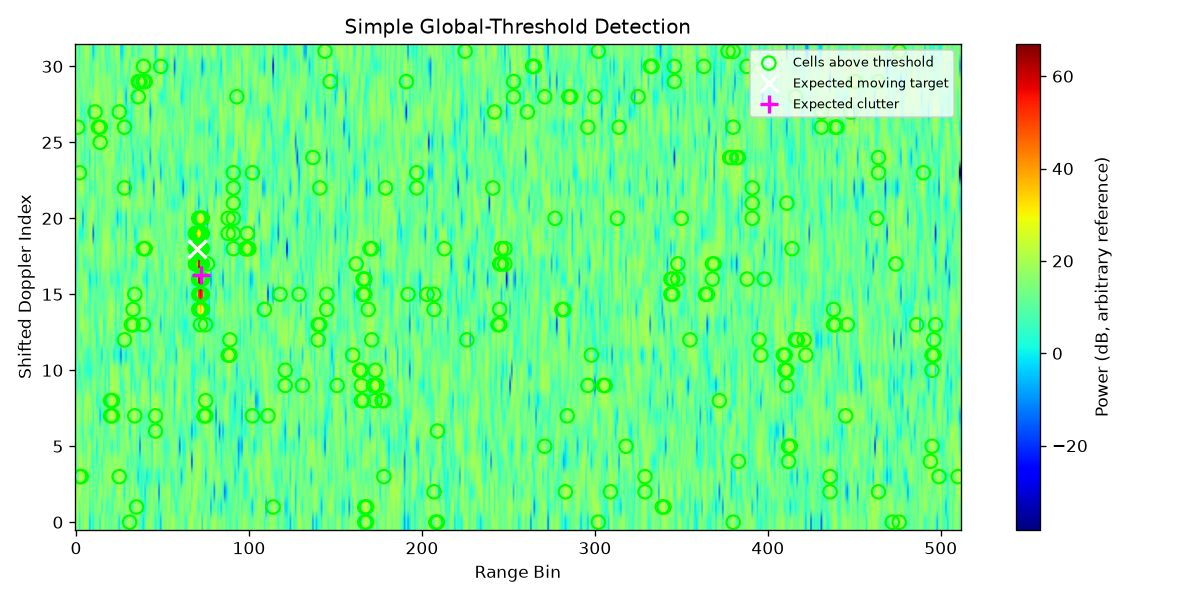 Simple Global-Threshold Detection
Cells above threshold
Expected moving target
Expected clutter
Shifted Doppler Index
30
25
20
15
10
5
0
0
100
200
300
400
500
Range Bin
60
40
20
0
−20
Power (dB, arbitrary reference)